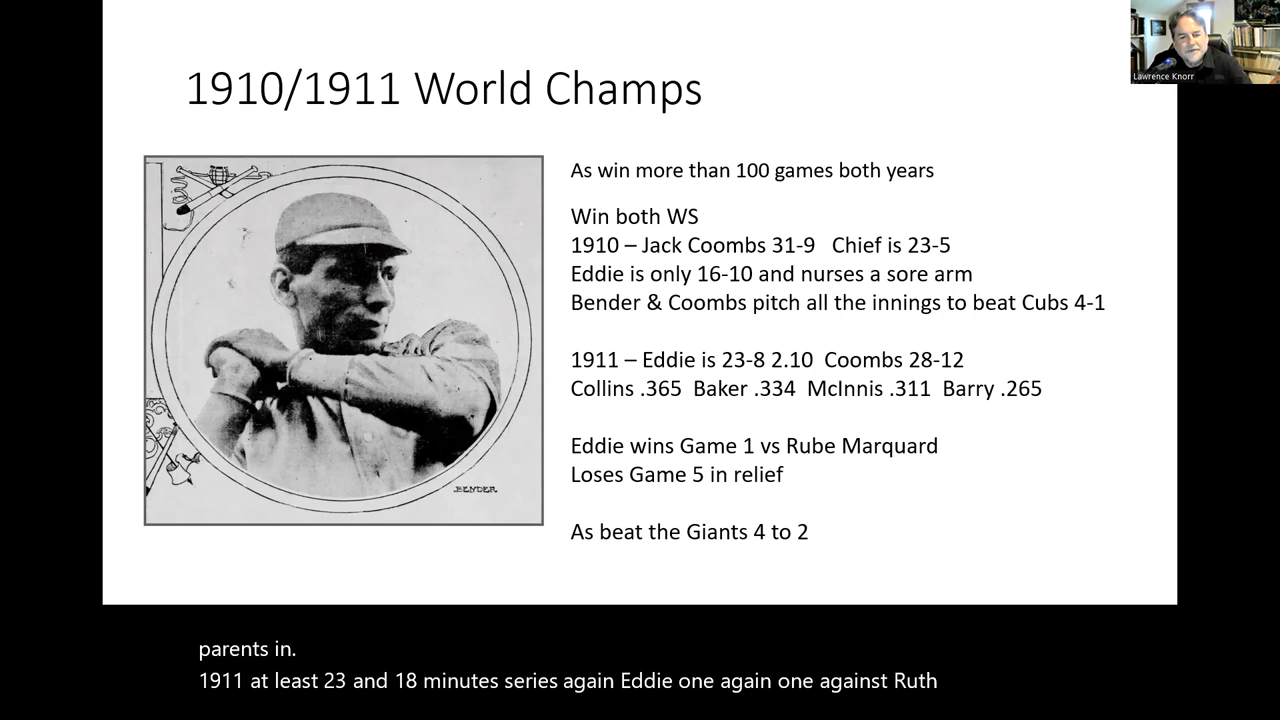 1910/1911 World Champs
Lawrence Knorr
As win more than 100 games both years
Win both WS
1910 – Jack Coombs 31-9 Chief is 23-5
Eddie is only 16-10 and nurses a sore arm
Bender & Coombs pitch all the innings to beat Cubs 4-1
1911 – Eddie is 23-8 2.10 Coombs 28-12
Collins .365 Baker .334 McInnis .311 Barry .265
Eddie wins Game 1 vs Rube Marquard
Loses Game 5 in relief
As beat the Giants 4 to 2
BENDER
parents in.
1911 at least 23 and 18 minutes series again Eddie one again one against Ruth